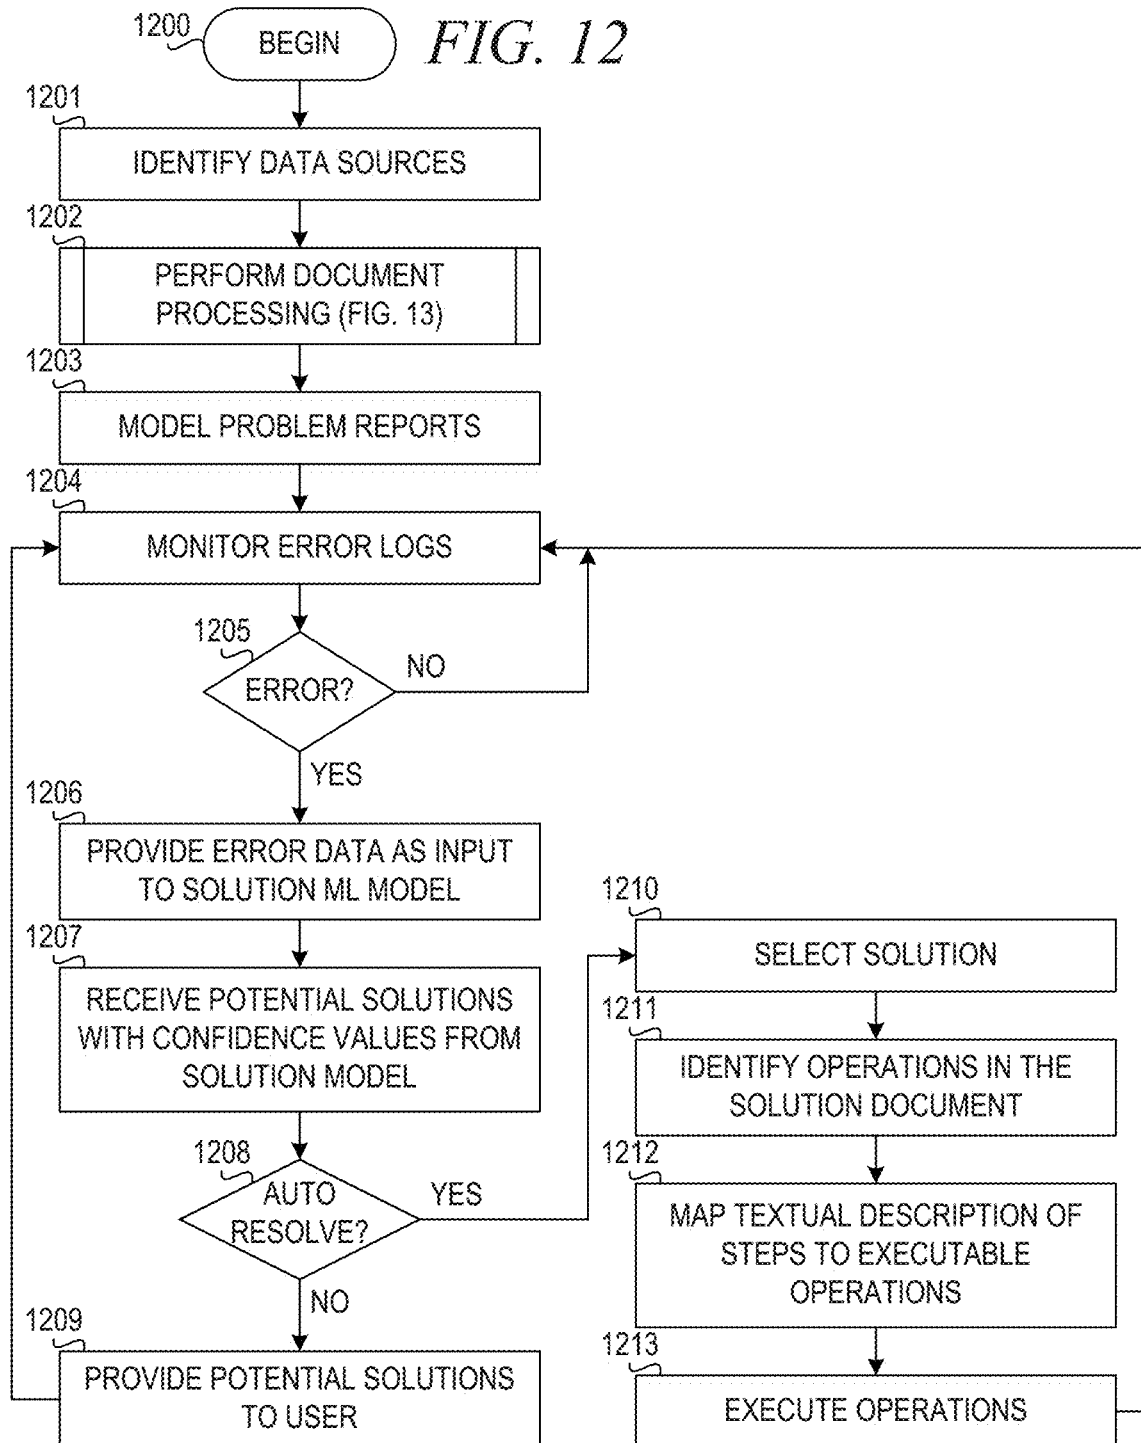 1200
BEGIN
FIG. 12
1201
IDENTIFY DATA SOURCES
1202
PERFORM DOCUMENT
PROCESSING (FIG. 13)
1203
MODEL PROBLEM REPORTS
1204
MONITOR ERROR LOGS
1205
ERROR?
NO
YES
1206
PROVIDE ERROR DATA AS INPUT
TO SOLUTION ML MODEL
1207
RECEIVE POTENTIAL SOLUTIONS
WITH CONFIDENCE VALUES FROM
SOLUTION MODEL
1208
AUTO
RESOLVE?
YES
NO
1209
PROVIDE POTENTIAL SOLUTIONS
TO USER
1210
SELECT SOLUTION
1211
IDENTIFY OPERATIONS IN THE
SOLUTION DOCUMENT
1212
MAP TEXTUAL DESCRIPTION OF
STEPS TO EXECUTABLE
OPERATIONS
1213
EXECUTE OPERATIONS